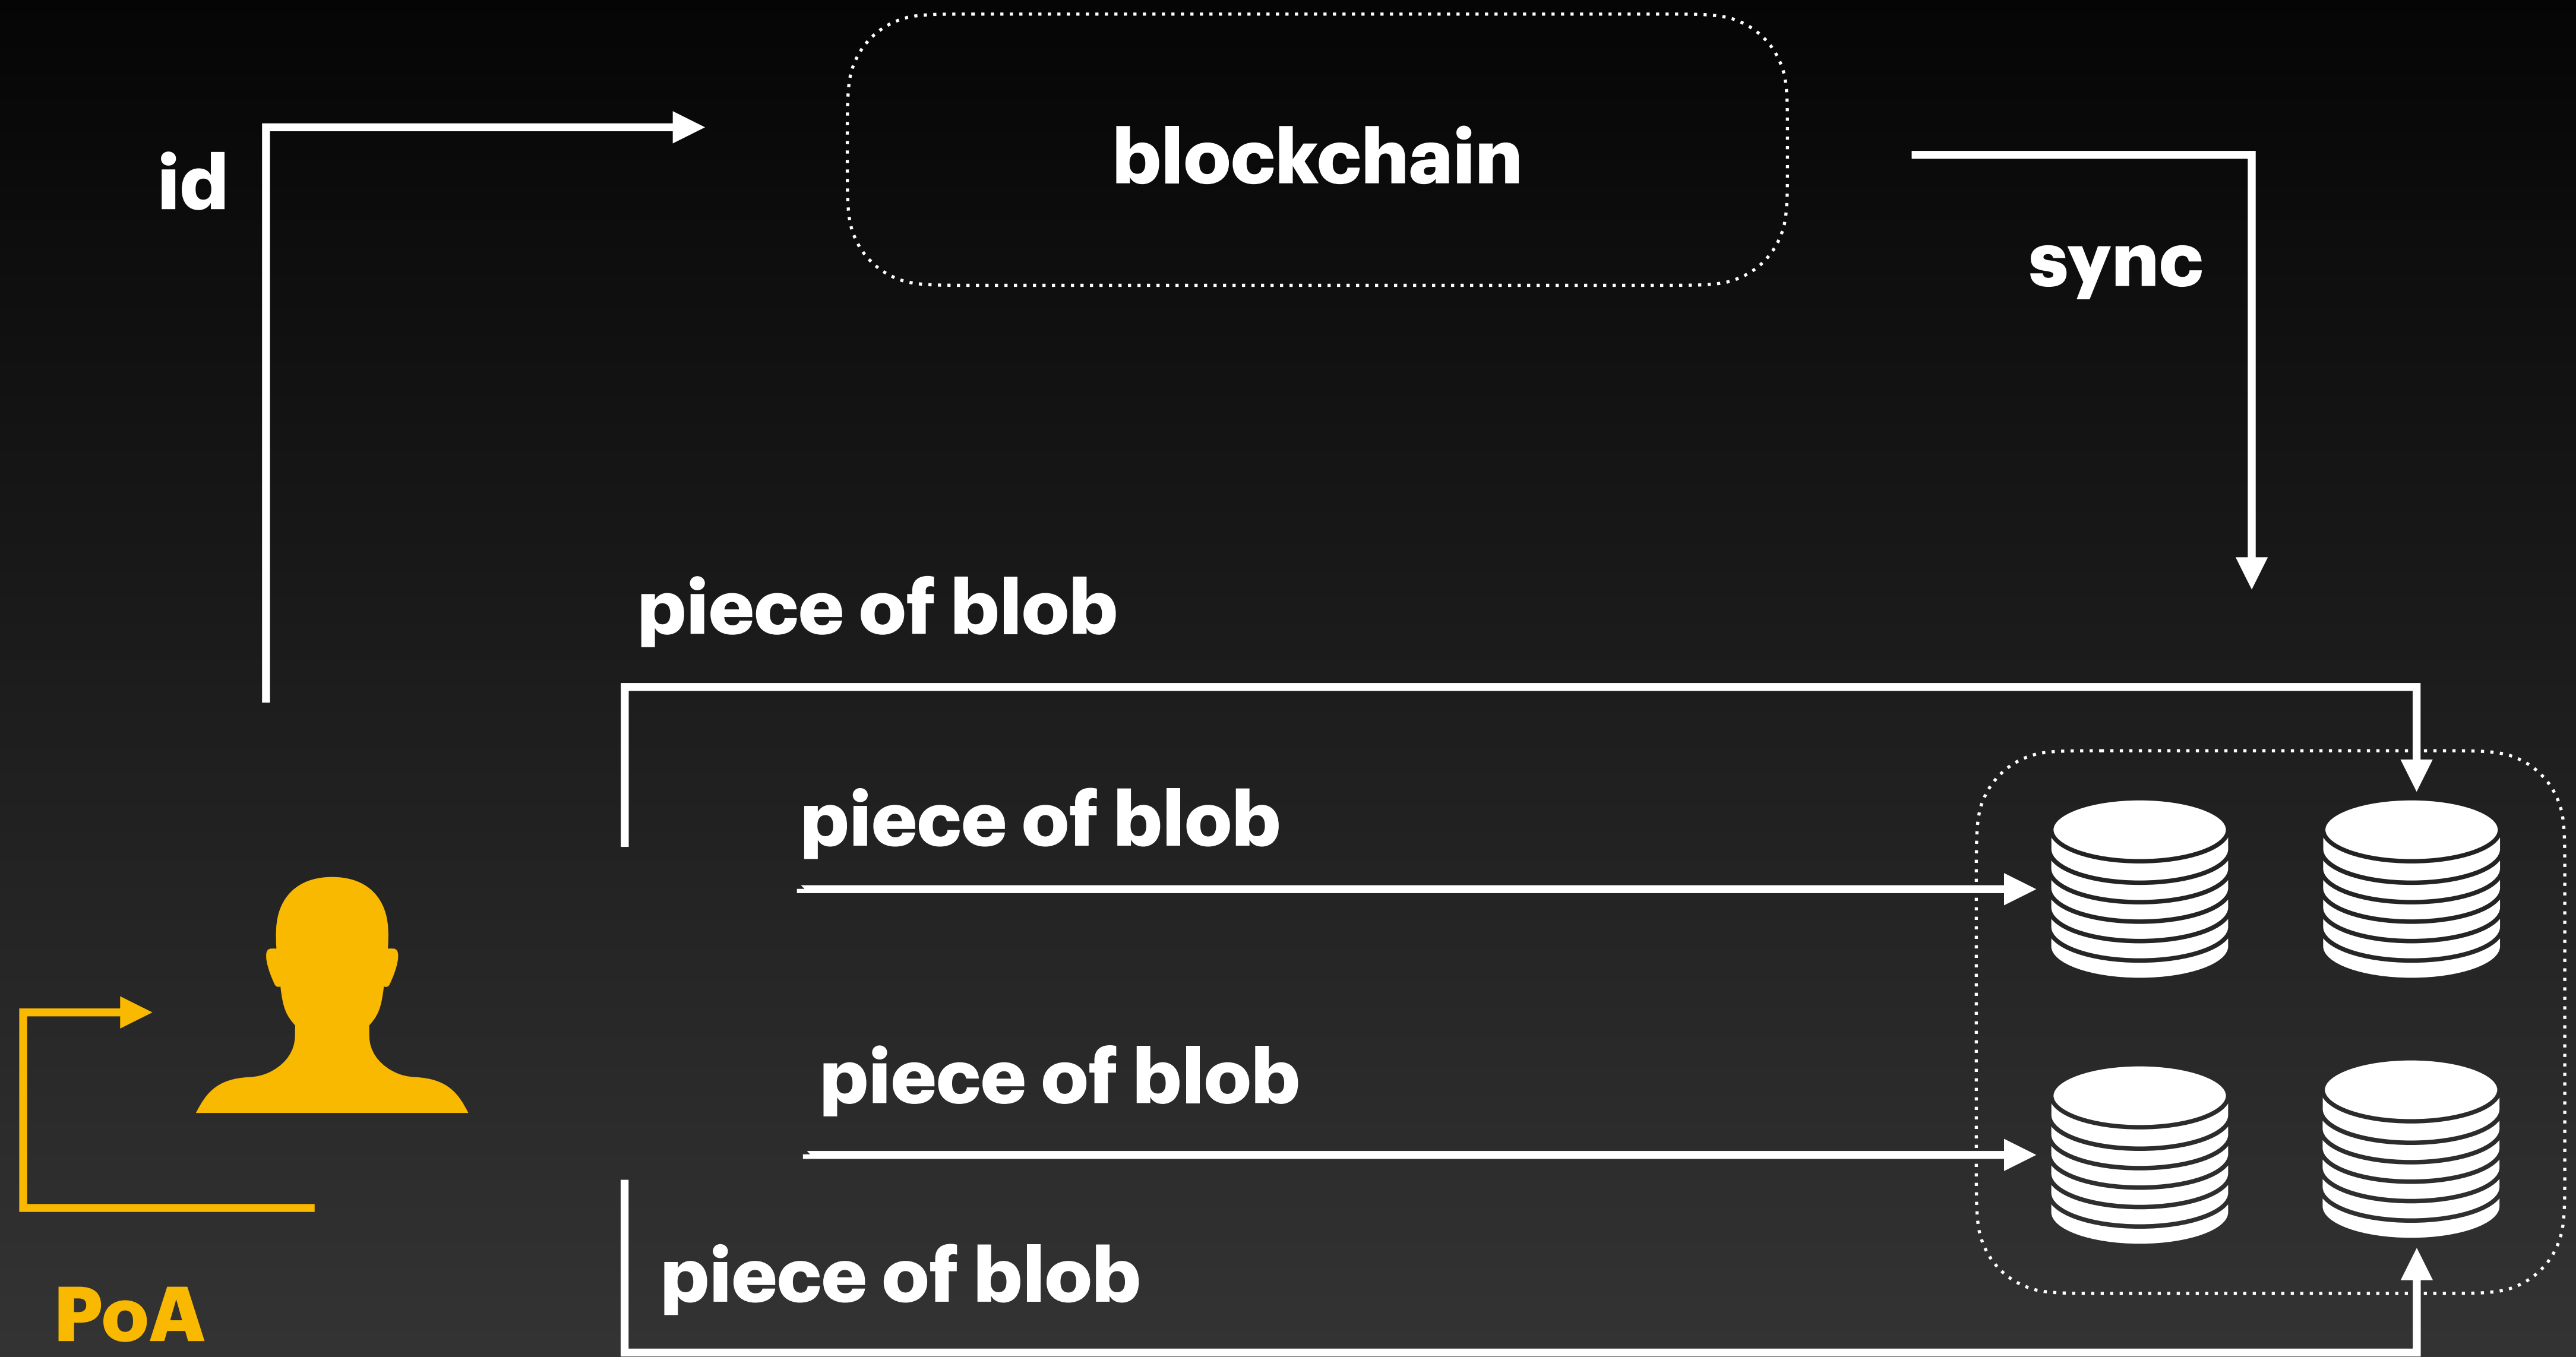 blockchain
id
sync
piece of blob
piece of blob
piece of blob
piece of blob
PoA